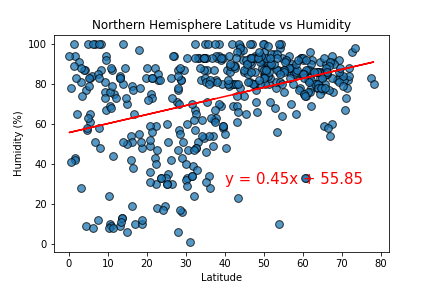 Northern Hemisphere Latitude vs Humidity
100
80
60
40
20
0
Humidity (%)
y = 0.45x + 55.85
0 10 20 30 40 50 60 70 80
Latitude